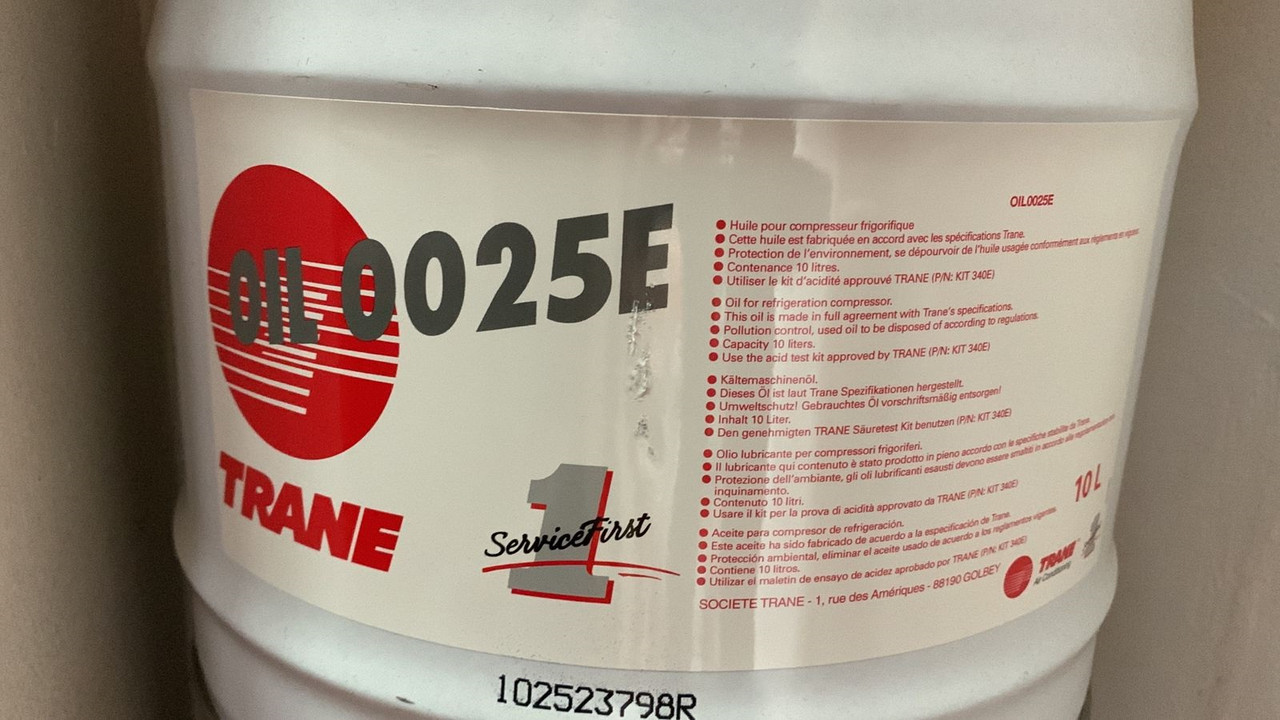 OIL 0025E
TRANE
ServiceFirst
1
OIL0025E
Huile pour compresseur frigorifique
Cette huile est fabriquée en accord avec les spécifications Trane.
Protection de l'environnement, se dépourvoir de l'huile usagée conformément aux règlements en
Contenance 10 litres.
Utiliser le kit d'acidité approuvé TRANE (P/N: KIT 340E)
Oil for refrigeration compressor.
This oil is made in full agreement with Trane's specifications.
Pollution control, used oil to be disposed of according to regulations.
Capacity 10 liters.
Use the acid test kit approved by TRANE (P/N: KIT 340E)
Kältemaschinenöl.
Dieses Öl ist laut Trane Spezifikationen hergestellt.
Umweltschutz! Gebrauchtes Öl vorschriftsmäßig entsorgen!
Inhalt 10 Liter.
Den genehmigten TRANE Säuretest Kit benutzen (P/N: KIT 340E)
Olio lubricante per compressori frigoriferi.
Il lubricante qui contenuto è stato prodotto in pieno accordo con le specifiche stabilite da Trane.
Protezione dell'ambiante, gli oli lubrificanti esausti devono essere smaltiti in accordo alle
inquinamento.
Contenuto 10 litri.
Usare il kit per la prova di acidità approvato da TRANE (P/N: KIT 340E)
Aceite para compresor de refrigeración.
Este aceite ha sido fabricado de acuerdo a la especificación de Trane.
Protección ambiental, eliminar el aceite usado de acuerdo a los reglamentos vigentes.
Contiene 10 litros.
Utilizar el maletin de ensayo de acidez aprobado por TRANE (P/N: KIT 340E)
SOCIETE TRANE - 1, rue des Amériques - 88190 GOLBEY
10 L
TRANE
Air Conditioning
102523798R